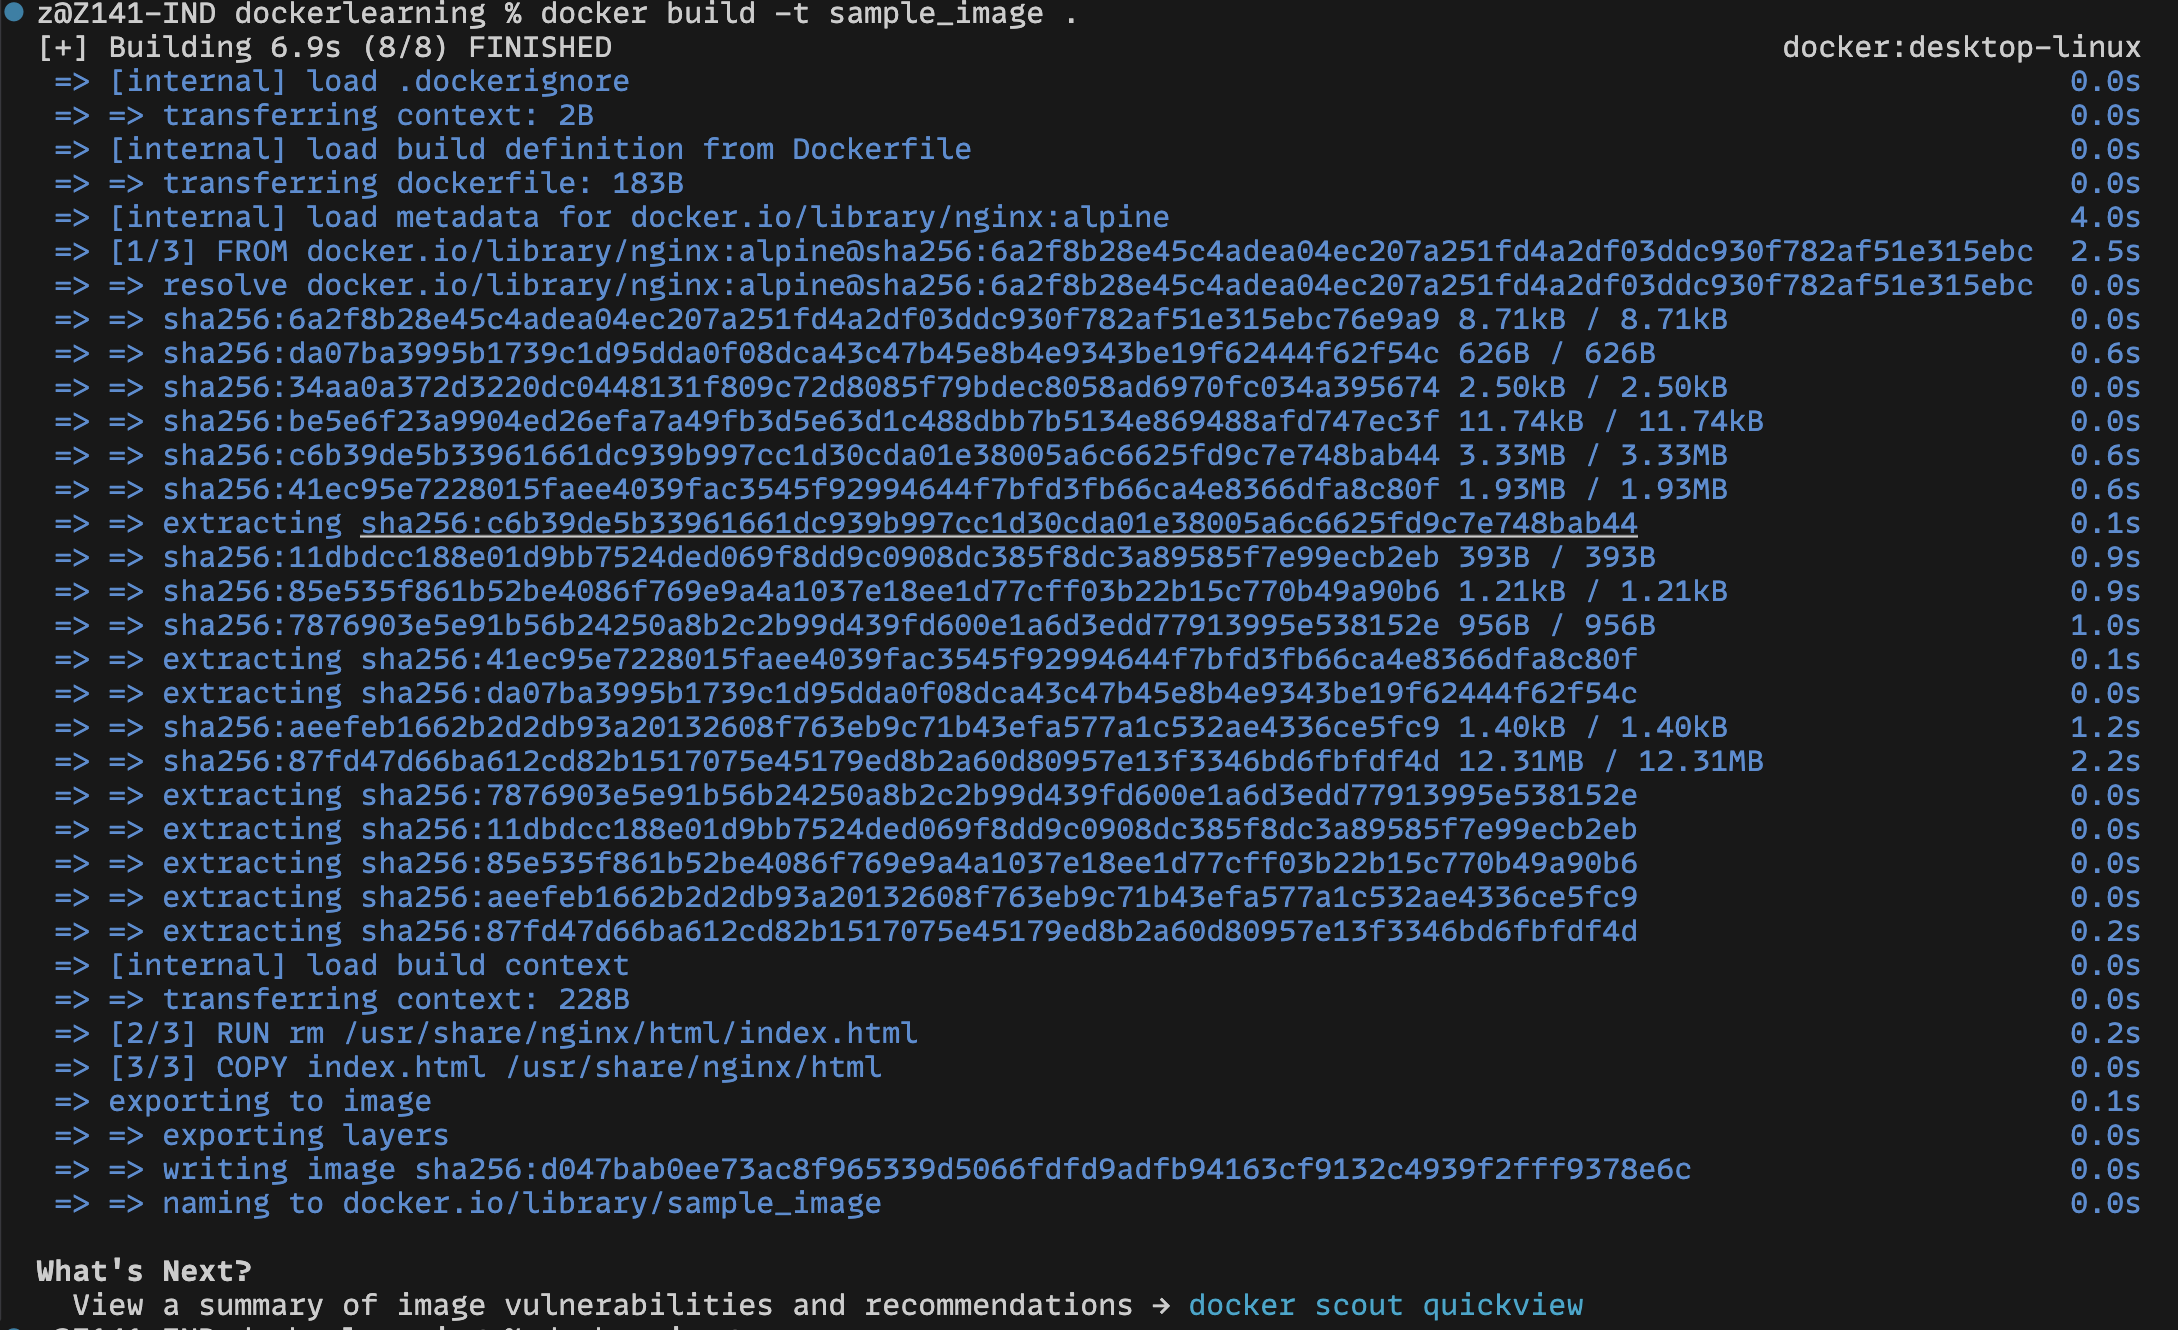 z@Z141-IND dockerlearning % docker build -t sample_image .
[+] Building 6.9s (8/8) FINISHED docker:desktop-linux
=> [internal] load .dockerignore 0.0s
=> => transferring context: 2B 0.0s
=> [internal] load build definition from Dockerfile 0.0s
=> => transferring dockerfile: 183B 0.0s
=> [internal] load metadata for docker.io/library/nginx:alpine 4.0s
=> [1/3] FROM docker.io/library/nginx:alpine@sha256:6a2f8b28e45c4adea04ec207a251fd4a2df03ddc930f782af51e315ebc 2.5s
=> => resolve docker.io/library/nginx:alpine@sha256:6a2f8b28e45c4adea04ec207a251fd4a2df03ddc930f782af51e315ebc 0.0s
=> => sha256:6a2f8b28e45c4adea04ec207a251fd4a2df03ddc930f782af51e315ebc76e9a9 8.71kB / 8.71kB 0.0s
=> => sha256:da07ba3995b1739c1d95dda0f08dca43c47b45e8b4e9343be19f62444f62f54c 626B / 626B 0.6s
=> => sha256:34aa0a372d3220dc0448131f809c72d8085f79bdec8058ad6970fc034a395674 2.50kB / 2.50kB 0.0s
=> => sha256:be5e6f23a9904ed26efa7a49fb3d5e63d1c488dbb7b5134e869488afd747ec3f 11.74kB / 11.74kB 0.0s
=> => sha256:c6b39de5b33961661dc939b997cc1d30cda01e38005a6c6625fd9c7e748bab44 3.33MB / 3.33MB 0.6s
=> => sha256:41ec95e7228015faee4039fac3545f92994644f7bfd3fb66ca4e8366dfa8c80f 1.93MB / 1.93MB 0.6s
=> => extracting sha256:c6b39de5b33961661dc939b997cc1d30cda01e38005a6c6625fd9c7e748bab44 0.1s
=> => sha256:11dbdcc188e01d9bb7524ded069f8dd9c0908dc385f8dc3a89585f7e99ecb2eb 393B / 393B 0.9s
=> => sha256:85e535f861b52be4086f769e9a4a1037e18ee1d77cff03b22b15c770b49a90b6 1.21kB / 1.21kB 0.9s
=> => sha256:7876903e5e91b56b24250a8b2c2b99d439fd600e1a6d3edd77913995e538152e 956B / 956B 1.0s
=> => extracting sha256:41ec95e7228015faee4039fac3545f92994644f7bfd3fb66ca4e8366dfa8c80f 0.1s
=> => extracting sha256:da07ba3995b1739c1d95dda0f08dca43c47b45e8b4e9343be19f62444f62f54c 0.0s
=> => sha256:aeefeb1662b2d2db93a20132608f763eb9c71b43efa577a1c532ae4336ce5fc9 1.40kB / 1.40kB 1.2s
=> => sha256:87fd47d66ba612cd82b1517075e45179ed8b2a60d80957e13f3346bd6fbfdf4d 12.31MB / 12.31MB 2.2s
=> => extracting sha256:7876903e5e91b56b24250a8b2c2b99d439fd600e1a6d3edd77913995e538152e 0.0s
=> => extracting sha256:11dbdcc188e01d9bb7524ded069f8dd9c0908dc385f8dc3a89585f7e99ecb2eb 0.0s
=> => extracting sha256:85e535f861b52be4086f769e9a4a1037e18ee1d77cff03b22b15c770b49a90b6 0.0s
=> => extracting sha256:aeefeb1662b2d2db93a20132608f763eb9c71b43efa577a1c532ae4336ce5fc9 0.0s
=> => extracting sha256:87fd47d66ba612cd82b1517075e45179ed8b2a60d80957e13f3346bd6fbfdf4d 0.2s
=> [internal] load build context 0.0s
=> => transferring context: 228B 0.0s
=> [2/3] RUN rm /usr/share/nginx/html/index.html 0.2s
=> [3/3] COPY index.html /usr/share/nginx/html 0.0s
=> exporting to image 0.1s
=> => exporting layers 0.0s
=> => writing image sha256:d047bab0ee73ac8f965339d5066fdfd9adfb94163cf9132c4939f2fff9378e6c 0.0s
=> => naming to docker.io/library/sample_image 0.0s
What's Next?
View a summary of image vulnerabilities and recommendations → docker scout quickview